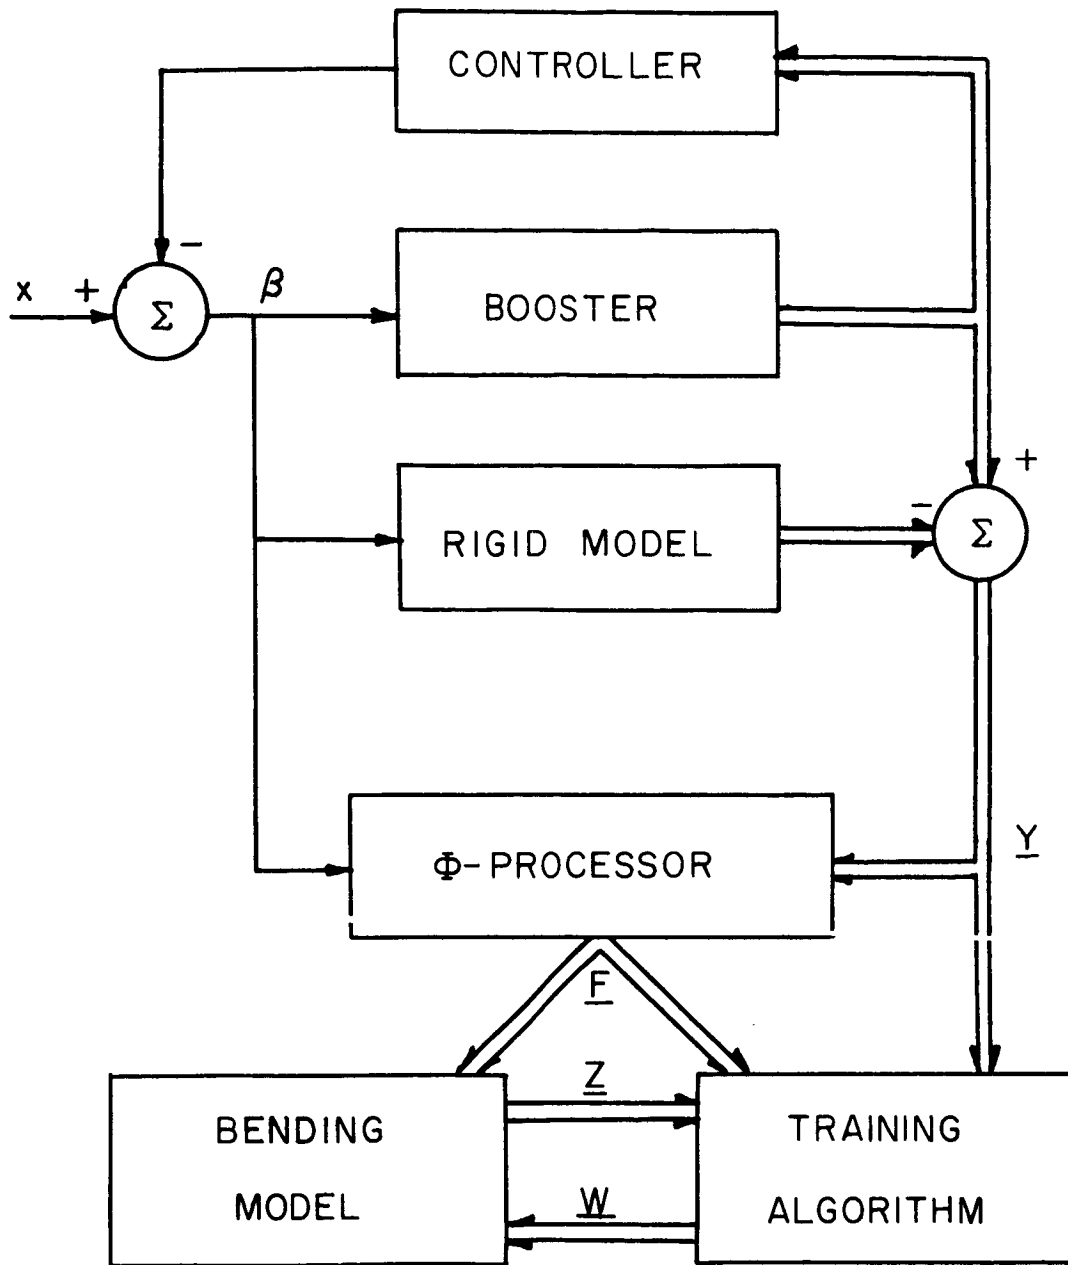 CONTROLLER
-
x
+
Σ
β
BOOSTER
+
-
Σ
RIGID MODEL
Φ-PROCESSOR
Y
F
Z
BENDING
MODEL
W
TRAINING
ALGORITHM